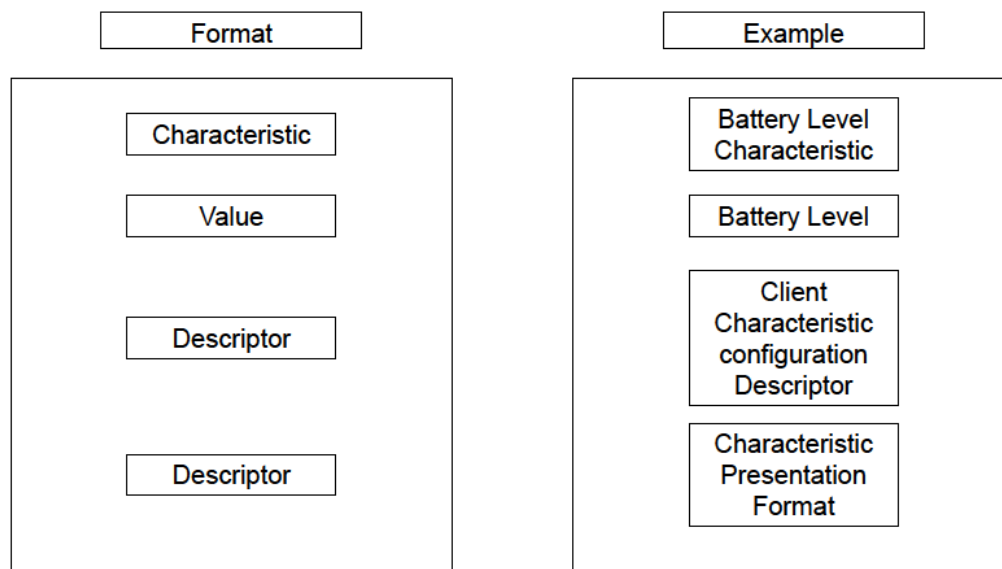 Format
Example
Characteristic
Value
Descriptor
Descriptor
Battery Level
Characteristic
Battery Level
Client
Characteristic
configuration
Descriptor
Characteristic
Presentation
Format